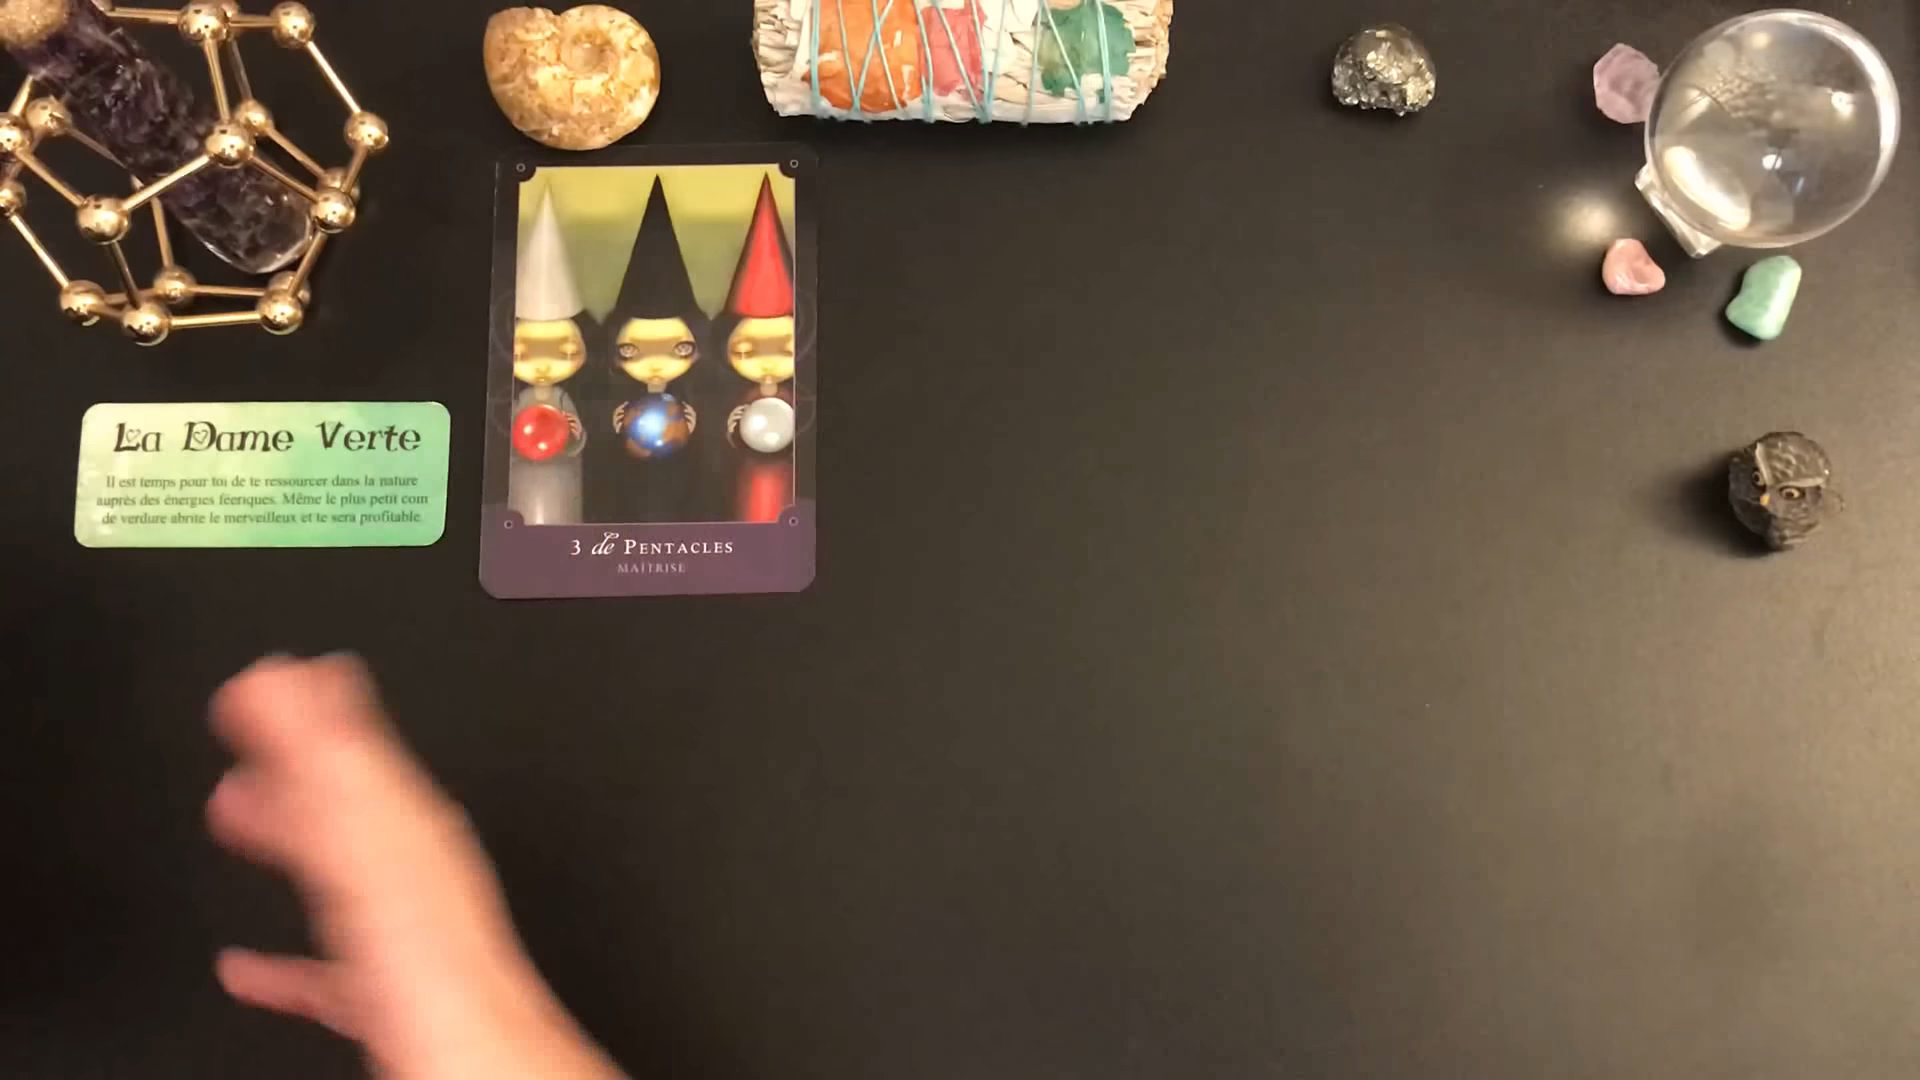 La Dame Verte
Il est temps pour toi de te ressourcer dans la nature
auprès des énergies féeriques. Même le plus petit coin
de verdure abrite le merveilleux et te sera profitable.
3 de PENTACLES
MAÎTRISE